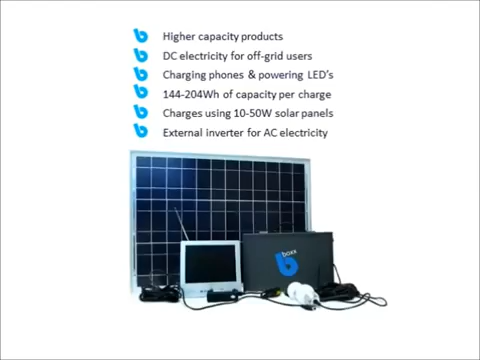 Higher capacity products
DC electricity for off-grid users
Charging phones & powering LED's
144-204Wh of capacity per charge
Charges using 10-50W solar panels
External inverter for AC electricity
boxx
b